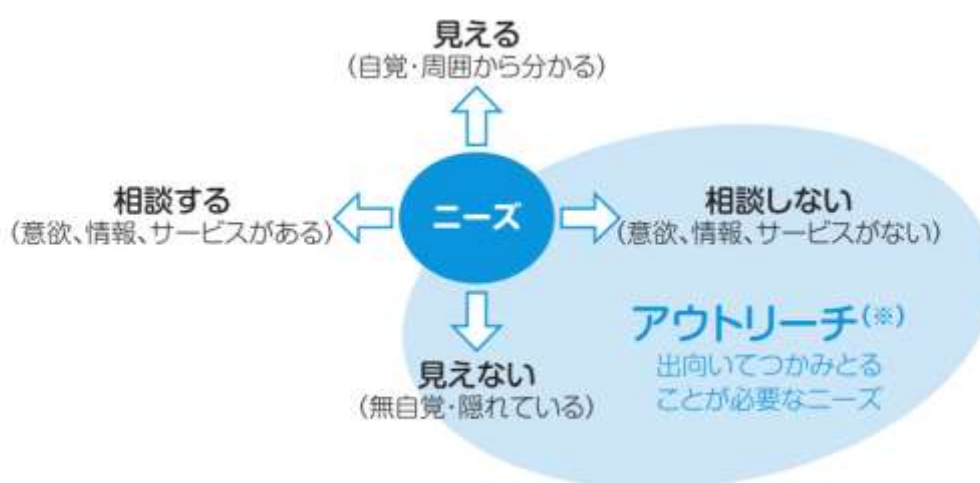 見える
(自覚・周囲から分かる)
相談する
(意欲、情報、サービスがある)
ニーズ
相談しない
(意欲、情報、サービスがない)
アウトリーチ(※)
出向いてつかみとる
ことが必要なニーズ
見えない
(無自覚・隠れている)